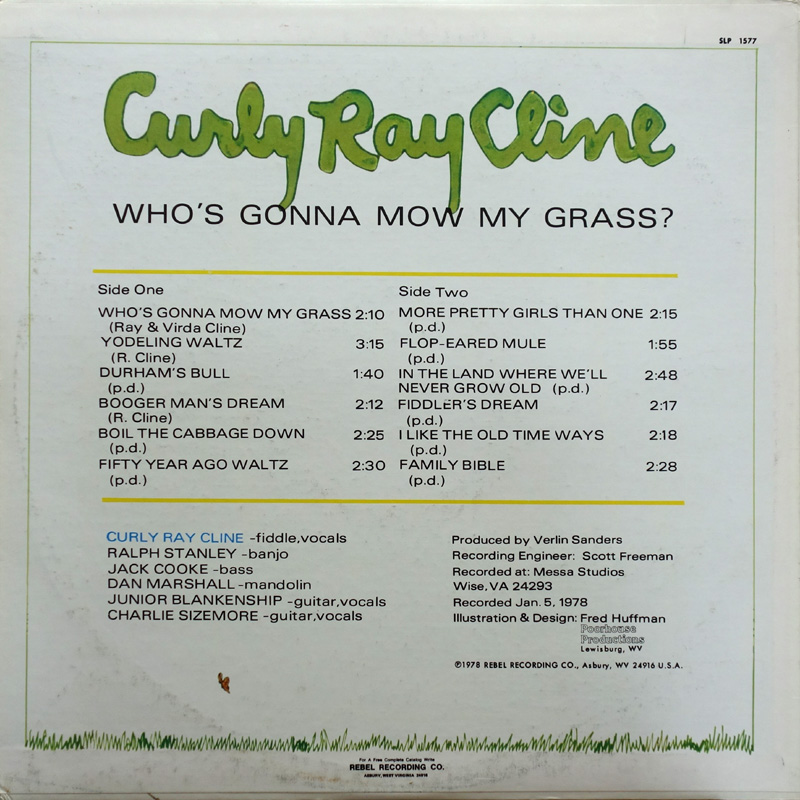 SLP 1577
Curly Ray Cline
WHO'S GONNA MOW MY GRASS?
Side One
WHO'S GONNA MOW MY GRASS 2:10
(Ray & Virda Cline)
YODELING WALTZ 3:15
(R. Cline)
DURHAM'S BULL 1:40
(p.d.)
BOOGER MAN'S DREAM 2:12
(R. Cline)
BOIL THE CABBAGE DOWN 2:25
(p.d.)
FIFTY YEAR AGO WALTZ 2:30
(p.d.)
Side Two
MORE PRETTY GIRLS THAN ONE 2:15
(p.d.)
FLOP-EARED MULE 1:55
(p.d.)
IN THE LAND WHERE WE'LL 2:48
NEVER GROW OLD (p.d.)
FIDDLER'S DREAM 2:17
(p.d.)
I LIKE THE OLD TIME WAYS 2:18
(p.d.)
FAMILY BIBLE 2:28
(p.d.)
CURLY RAY CLINE -fiddle,vocals
RALPH STANLEY -banjo
JACK COOKE -bass
DAN MARSHALL -mandolin
JUNIOR BLANKENSHIP -guitar,vocals
CHARLIE SIZEMORE -guitar,vocals
Produced by Verlin Sanders
Recording Engineer: Scott Freeman
Recorded at: Messa Studios
Wise,VA 24293
Recorded Jan. 5, 1978
Illustration & Design: Fred Huffman
Poorhouse
Productions
Lewisburg, WV
©1978 REBEL RECORDING CO., Asbury, WV 24916 U.S.A.
For A Free Complete Catalog Write
REBEL RECORDING CO.
ASBURY, WEST VIRGINIA 24916